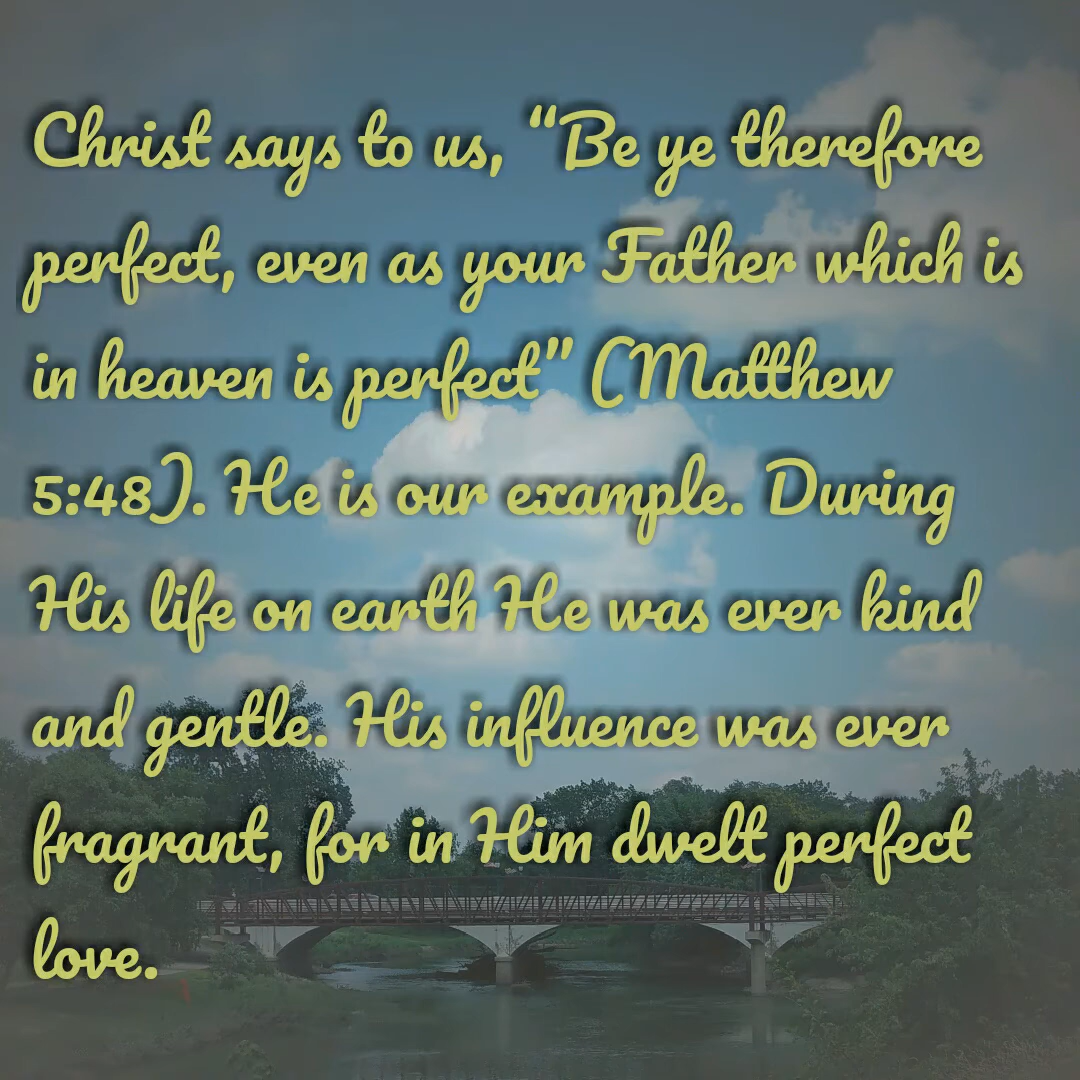 Christ says to us, “Be ye therefore
perfect, even as your Father which is
in heaven is perfect” (Matthew
5:48). He is our example. During
His life on earth He was ever kind
and gentle. His influence was ever
fragrant, for in Him dwelt perfect
love.